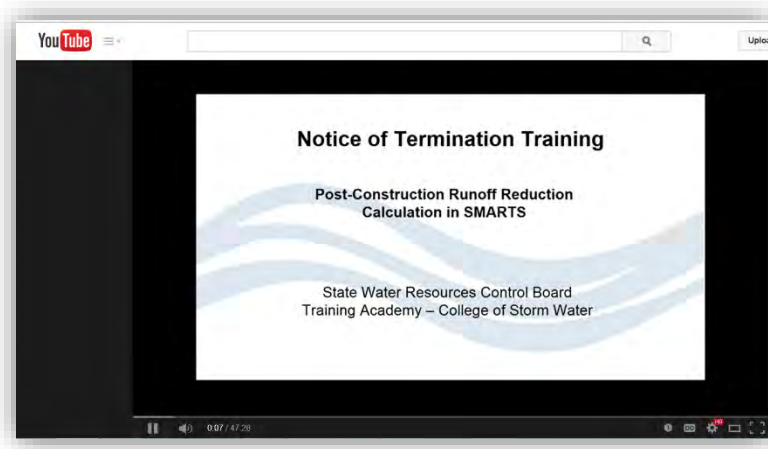 YouTube
Uploa
Notice of Termination Training
Post-Construction Runoff Reduction
Calculation in SMARTS
State Water Resources Control Board
Training Academy – College of Storm Water
0:07 / 47:28
HD